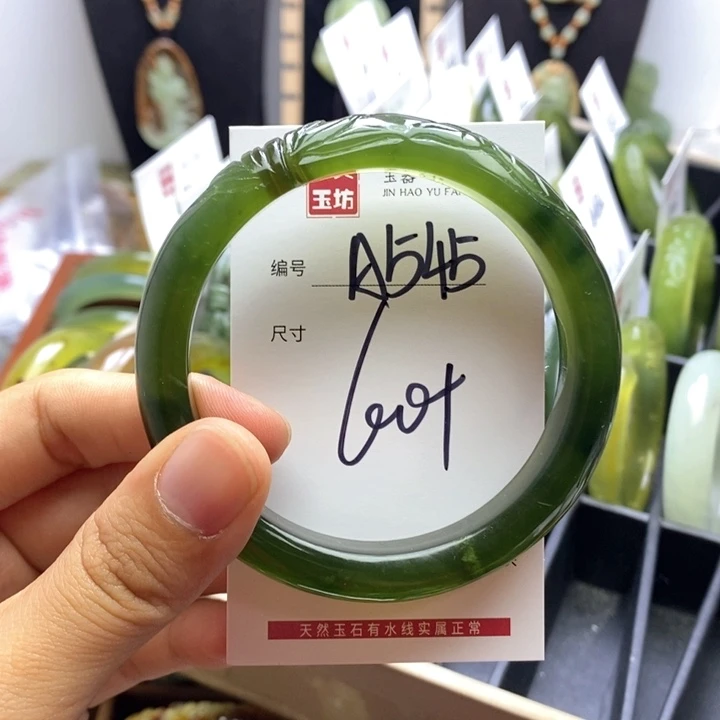 玉坊
JIN HAO YU FA
编号 A545
尺寸 60+
天然玉石有水线实属正常